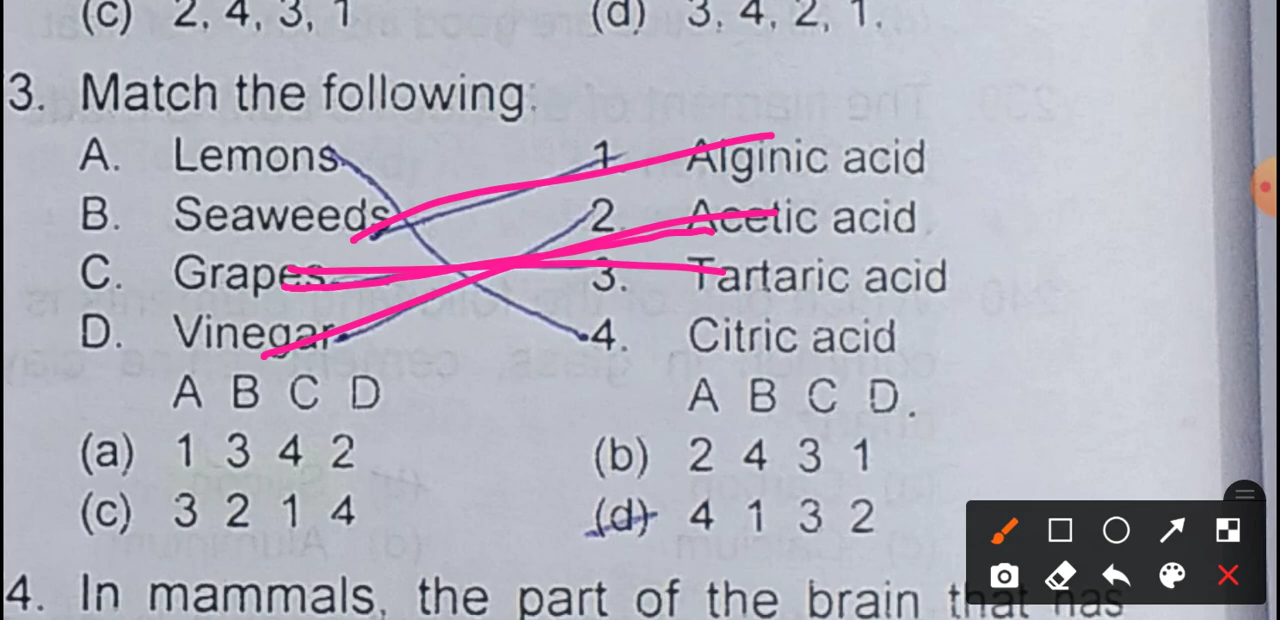 (c) 2, 4, 3, 1 (d) 3, 4, 2, 1.
3. Match the following:
A. Lemons 1. Alginic acid
B. Seaweeds 2. Acetic acid
C. Grapes 3. Tartaric acid
D. Vinegar 4. Citric acid
A B C D A B C D.
(a) 1 3 4 2 (b) 2 4 3 1
(c) 3 2 1 4 (d) 4 1 3 2
4. In mammals, the part of the brain that has